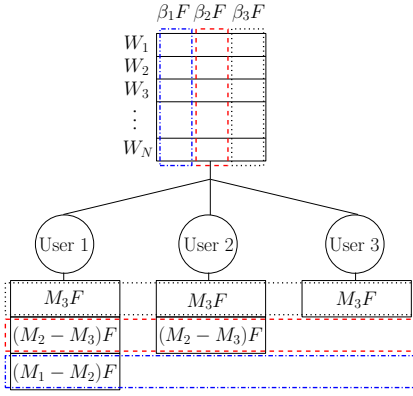 β₁F β₂F β₃F
W₁
W₂
W₃
⋮
W_N
User 1 User 2 User 3
M₃F M₃F M₃F
(M₂ − M₃)F (M₂ − M₃)F
(M₁ − M₂)F